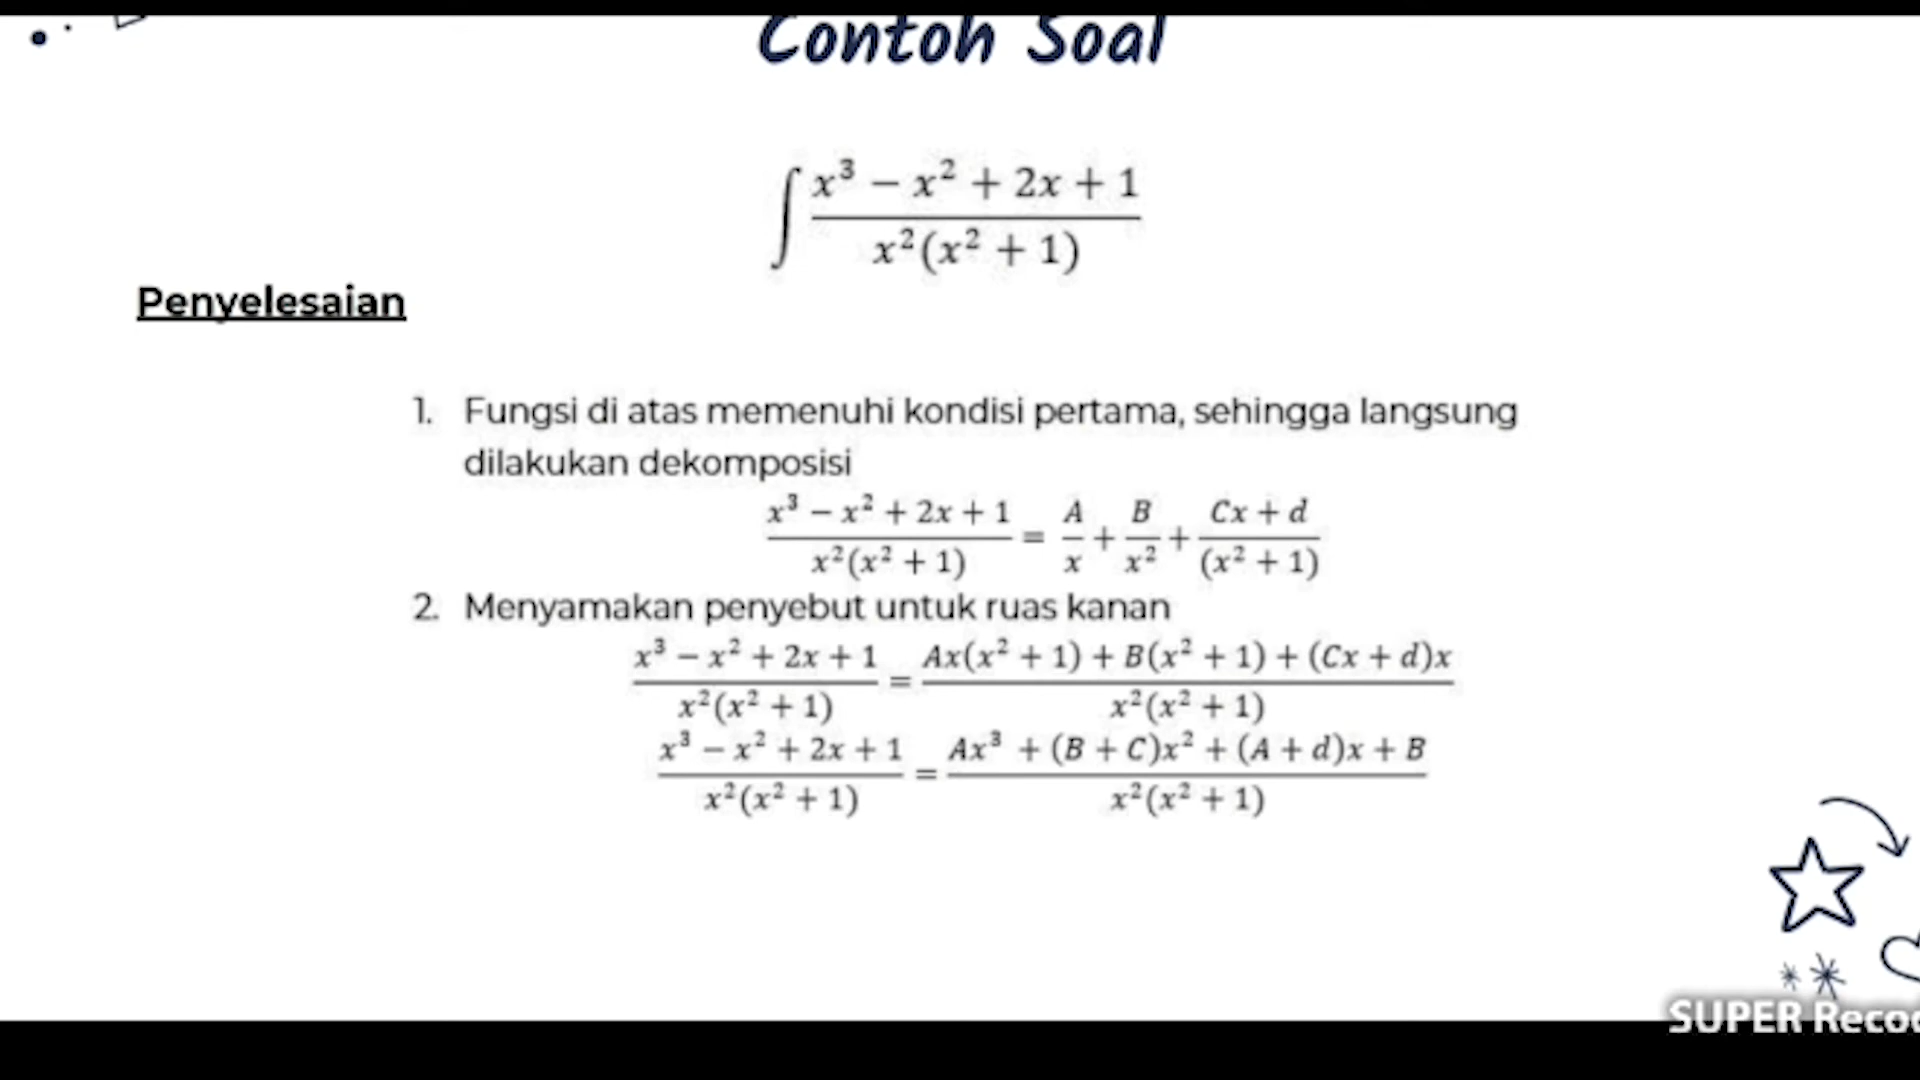 Contoh Soal
∫ x³ − x² + 2x + 1 / x²(x² + 1)
Penyelesaian
1. Fungsi di atas memenuhi kondisi pertama, sehingga langsung
dilakukan dekomposisi
x³ − x² + 2x + 1 / x²(x² + 1) = A / x + B / x² + Cx + d / (x² + 1)
2. Menyamakan penyebut untuk ruas kanan
x³ − x² + 2x + 1 / x²(x² + 1) = Ax(x² + 1) + B(x² + 1) + (Cx + d)x / x²(x² + 1)
x³ − x² + 2x + 1 / x²(x² + 1) = Ax³ + (B + C)x² + (A + d)x + B / x²(x² + 1)
SUPER